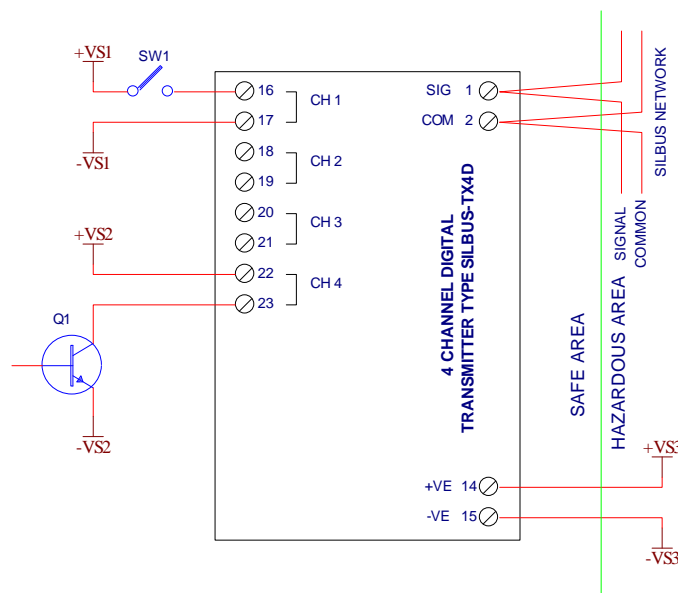 +VS1
SW1
-VS1
16
17
CH 1
18
19
CH 2
20
21
CH 3
+VS2
22
23
CH 4
Q1
-VS2
SIG 1
COM 2
4 CHANNEL DIGITAL
TRANSMITTER TYPE SILBUS-TX4D
+VE 14
-VE 15
SAFE AREA
HAZARDOUS AREA
SIGNAL
COMMON
SILBUS NETWORK
+VS3
-VS3